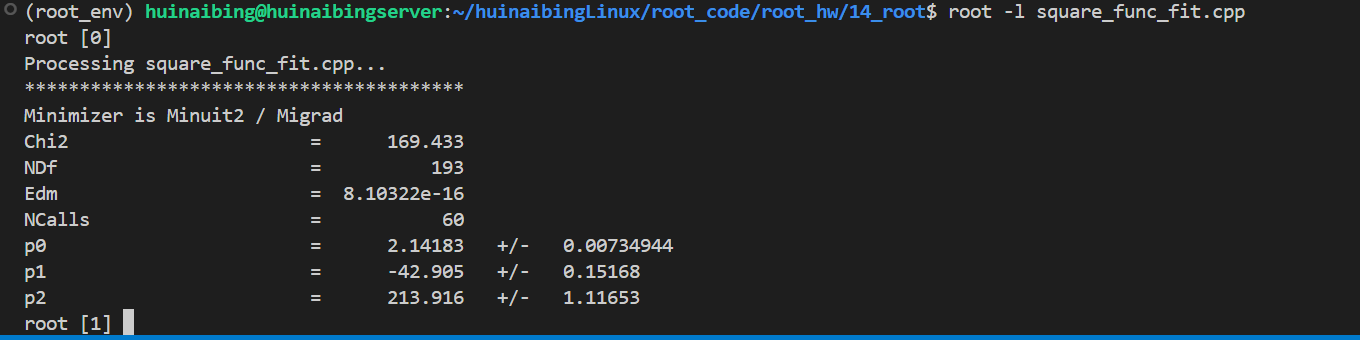 (root_env) huinaibing@huinaibingserver:~/huinaibingLinux/root_code/root_hw/14_root$ root -l square_func_fit.cpp
root [0]
Processing square_func_fit.cpp...
****************************************
Minimizer is Minuit2 / Migrad
Chi2                      =      169.433
NDf                       =          193
Edm                       =  8.10322e-16
NCalls                    =           60
p0                        =      2.14183   +/-   0.00734944
p1                        =      -42.905   +/-   0.15168
p2                        =      213.916   +/-   1.11653
root [1]